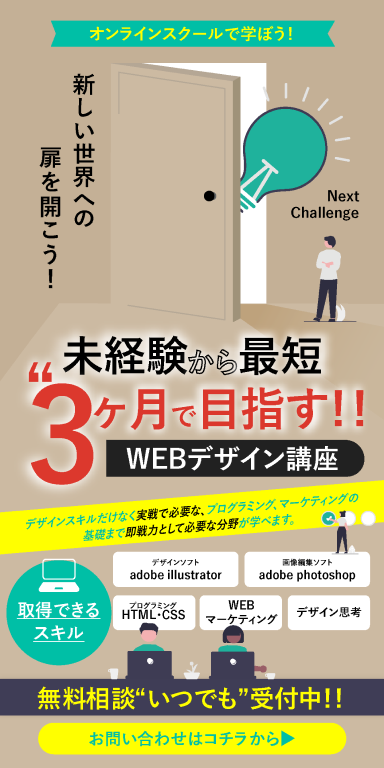 オンラインスクールで学ぼう!
新しい世界への
扉を開こう!
Next
Challenge
未経験から最短
“3ヶ月で目指す!!
WEBデザイン講座
デザインスキルだけなく実戦で必要な、プログラミング、マーケティングの
基礎まで即戦力として必要な分野が学べます。
取得できる
スキル
デザインソフト
adobe illustrator
画像編集ソフト
adobe photoshop
プログラミング
HTML・CSS
WEB
マーケティング
デザイン思考
無料相談“いつでも”受付中!!
お問い合わせはコチラから▶